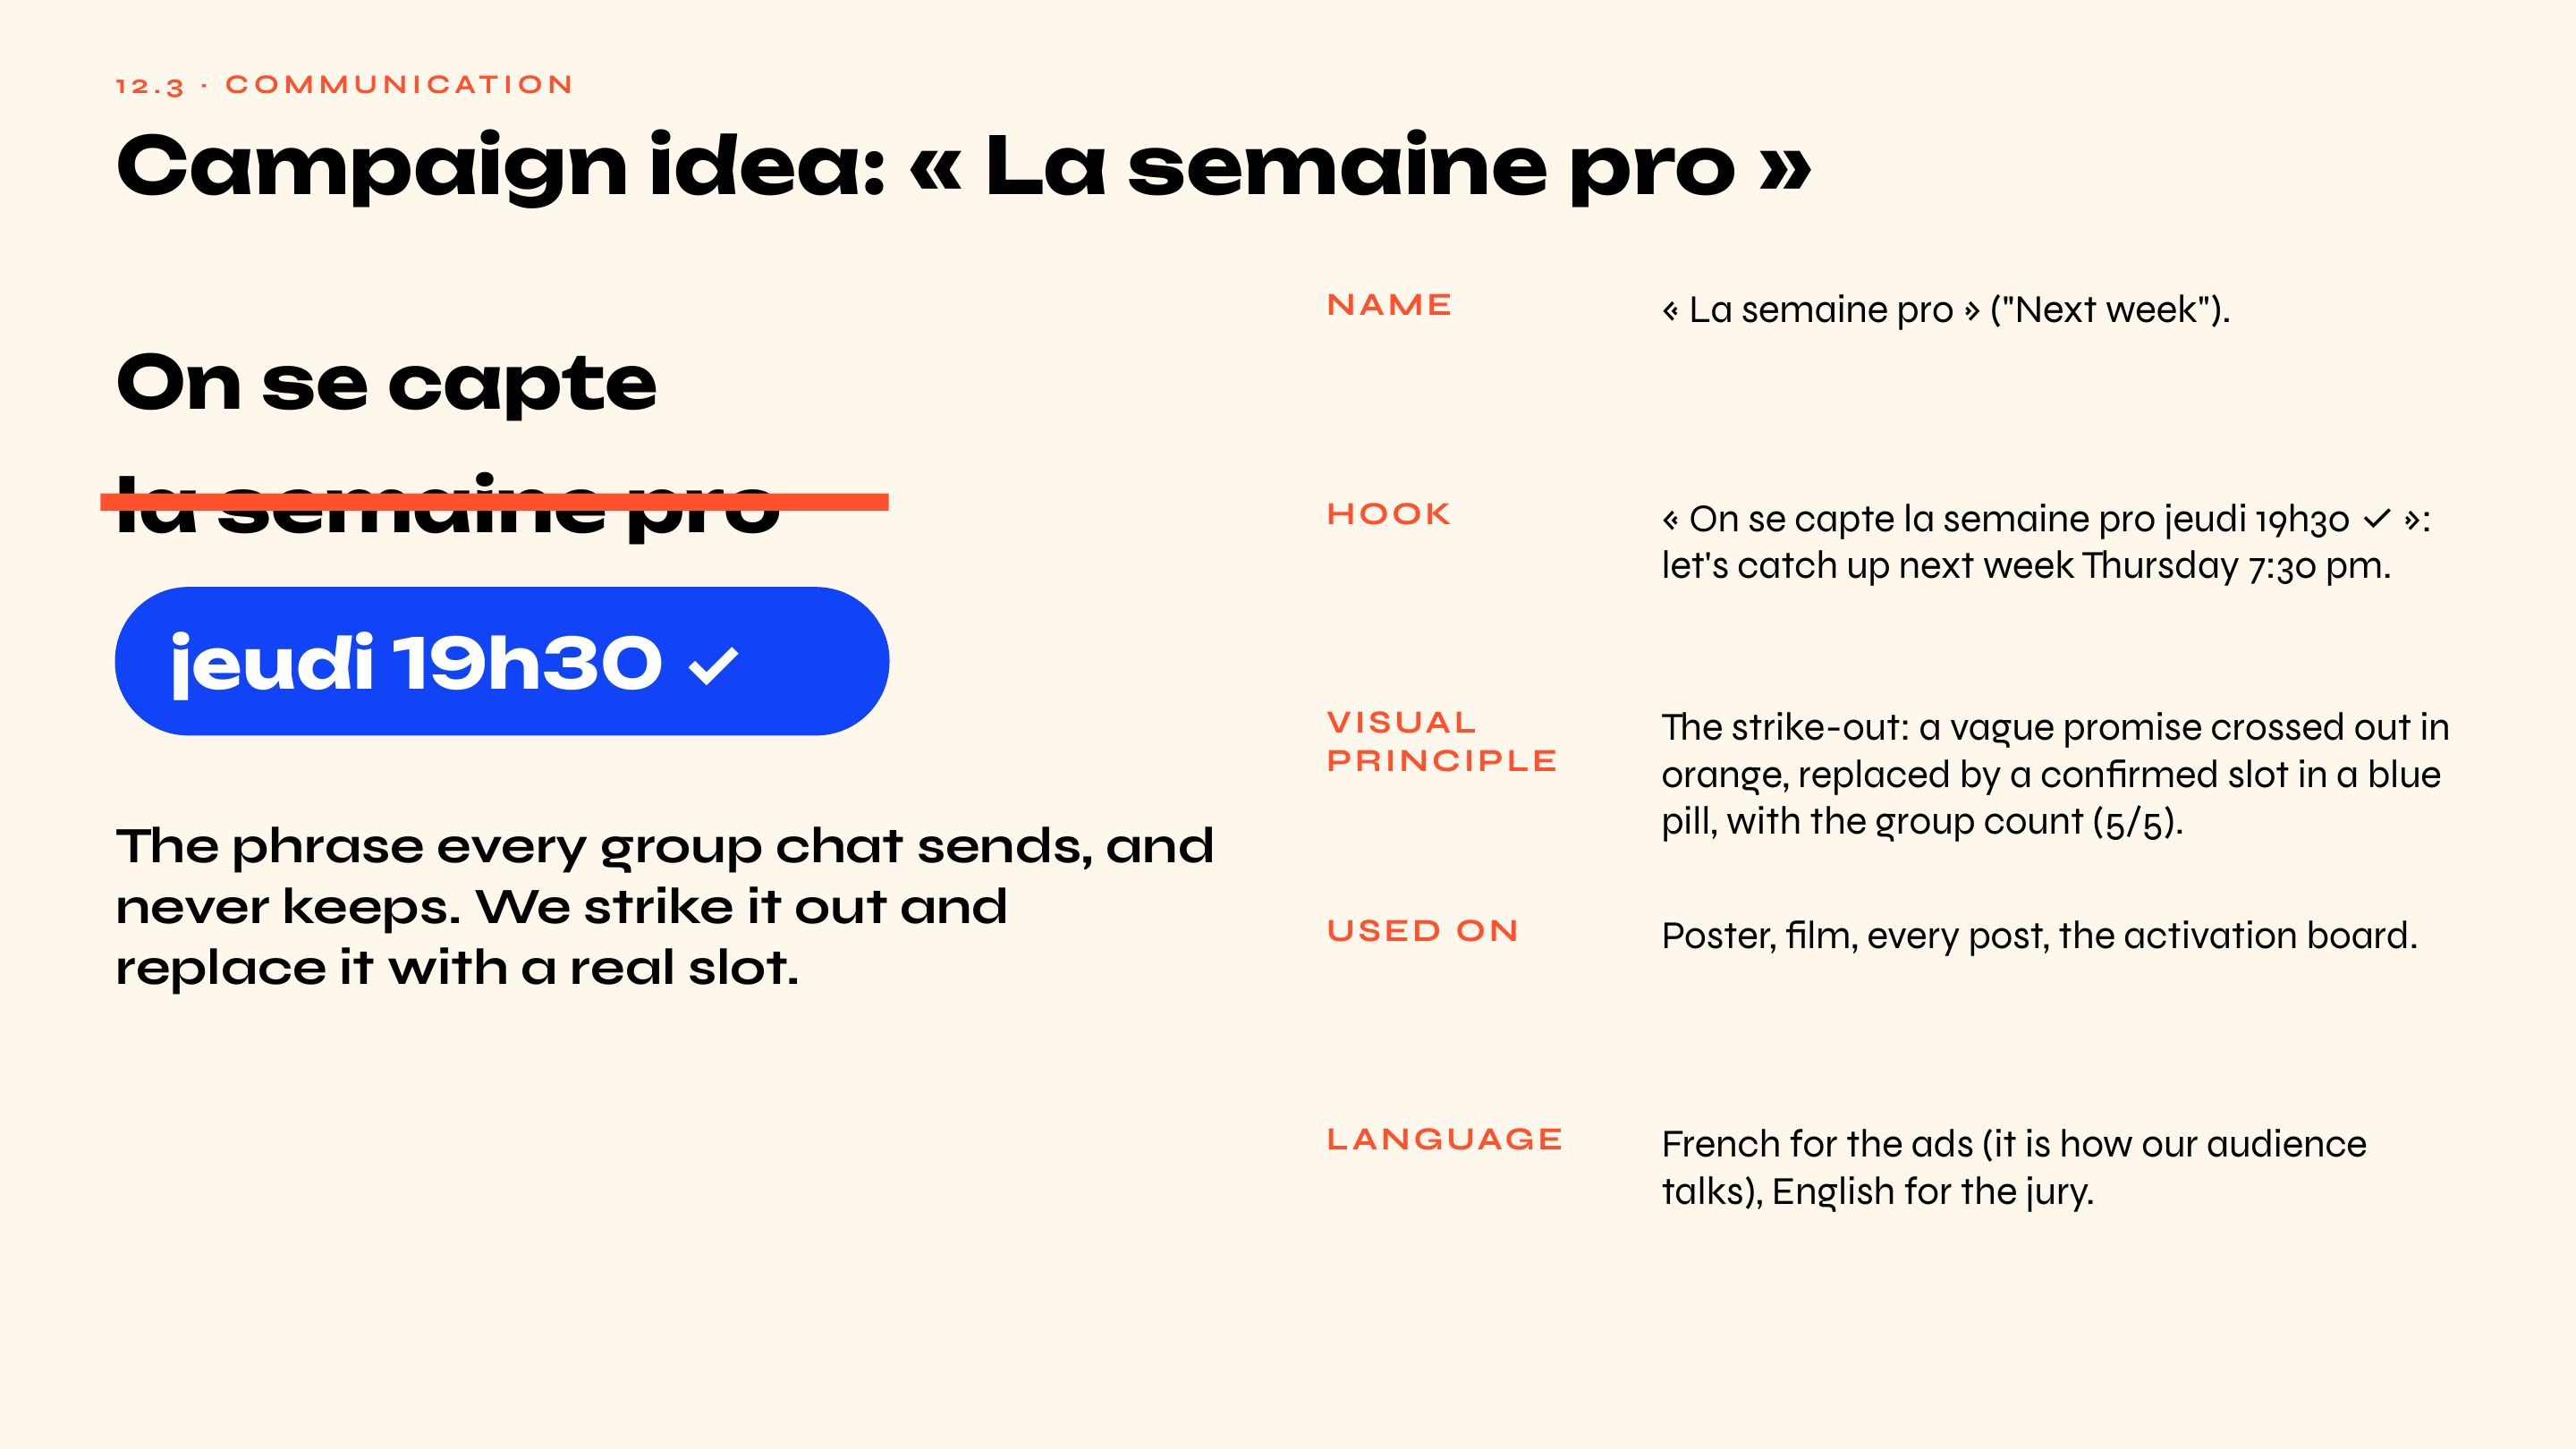 12.3 · COMMUNICATION
Campaign idea: « La semaine pro »
On se capte
la semaine pro
jeudi 19h30 ✓
The phrase every group chat sends, and
never keeps. We strike it out and
replace it with a real slot.
NAME
« La semaine pro » ("Next week").
HOOK
« On se capte la semaine pro jeudi 19h30 ✓ »:
let's catch up next week Thursday 7:30 pm.
VISUAL
PRINCIPLE
The strike-out: a vague promise crossed out in
orange, replaced by a confirmed slot in a blue
pill, with the group count (5/5).
USED ON
Poster, film, every post, the activation board.
LANGUAGE
French for the ads (it is how our audience
talks), English for the jury.